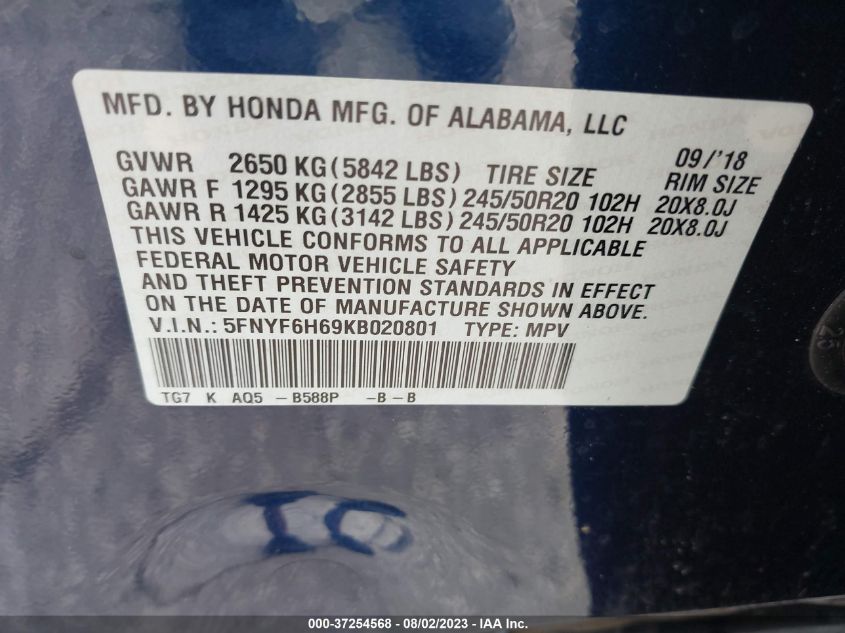 MFD. BY HONDA MFG. OF ALABAMA, LLC
09/'18
GVWR 2650 KG (5842 LBS) TIRE SIZE RIM SIZE
GAWR F 1295 KG (2855 LBS) 245/50R20 102H 20X8.0J
GAWR R 1425 KG (3142 LBS) 245/50R20 102H 20X8.0J
THIS VEHICLE CONFORMS TO ALL APPLICABLE
FEDERAL MOTOR VEHICLE SAFETY
AND THEFT PREVENTION STANDARDS IN EFFECT
ON THE DATE OF MANUFACTURE SHOWN ABOVE.
V.I.N.: 5FNYF6H69KB020801 TYPE: MPV
TG7 K AQ5 – B588P –B – B
25
000-37254568 / 08/02/2023 / IAA Inc.